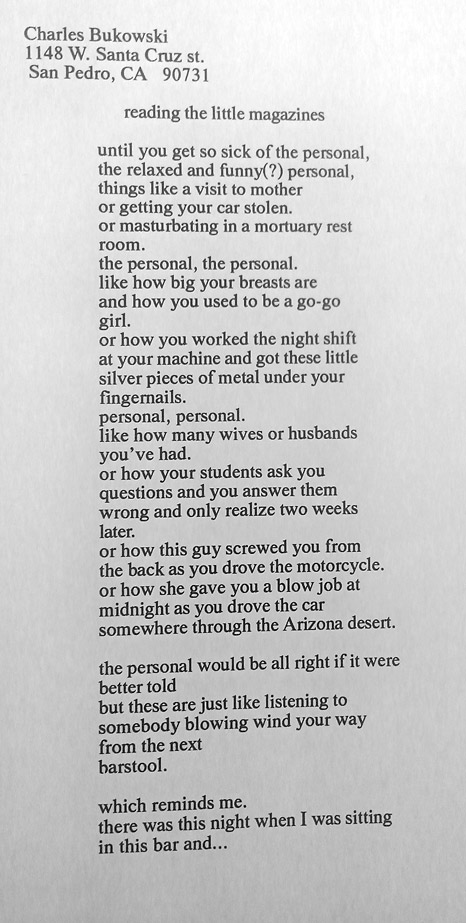 Charles Bukowski
1148 W. Santa Cruz st.
San Pedro, CA 90731
reading the little magazines
until you get so sick of the personal,
the relaxed and funny(?) personal,
things like a visit to mother
or getting your car stolen.
or masturbating in a mortuary rest
room.
the personal, the personal.
like how big your breasts are
and how you used to be a go-go
girl.
or how you worked the night shift
at your machine and got these little
silver pieces of metal under your
fingernails.
personal, personal.
like how many wives or husbands
you've had.
or how your students ask you
questions and you answer them
wrong and only realize two weeks
later.
or how this guy screwed you from
the back as you drove the motorcycle.
or how she gave you a blow job at
midnight as you drove the car
somewhere through the Arizona desert.
the personal would be all right if it were
better told
but these are just like listening to
somebody blowing wind your way
from the next
barstool.
which reminds me.
there was this night when I was sitting
in this bar and...